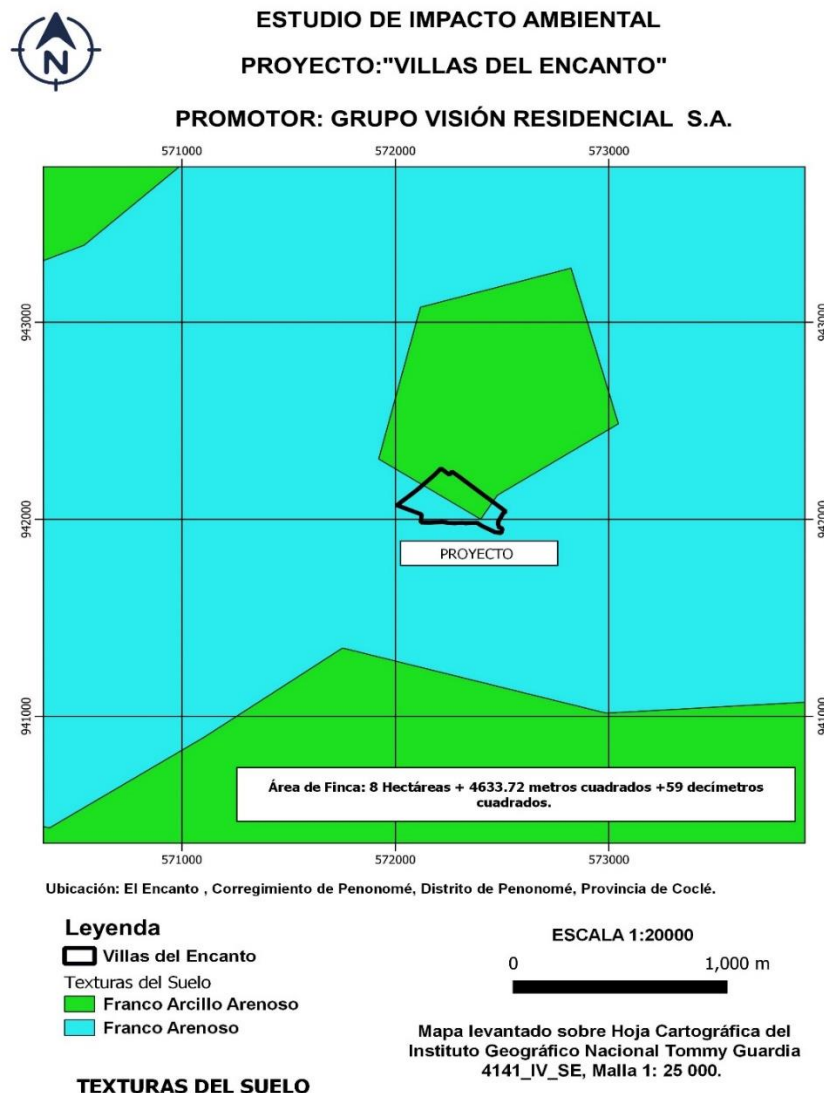 N
ESTUDIO DE IMPACTO AMBIENTAL
PROYECTO:"VILLAS DEL ENCANTO"
PROMOTOR: GRUPO VISIÓN RESIDENCIAL S.A.
571000 572000 573000
943000 943000
942000 942000
PROYECTO
941000 941000
Área de Finca: 8 Hectáreas + 4633.72 metros cuadrados +59 decímetros
cuadrados.
571000 572000 573000
Ubicación: El Encanto , Corregimiento de Penonomé, Distrito de Penonomé, Provincia de Coclé.
Leyenda
Villas del Encanto
Texturas del Suelo
Franco Arcillo Arenoso
Franco Arenoso
TEXTURAS DEL SUELO
ESCALA 1:20000
0 1,000 m
Mapa levantado sobre Hoja Cartográfica del
Instituto Geográfico Nacional Tommy Guardia
4141_IV_SE, Malla 1: 25 000.